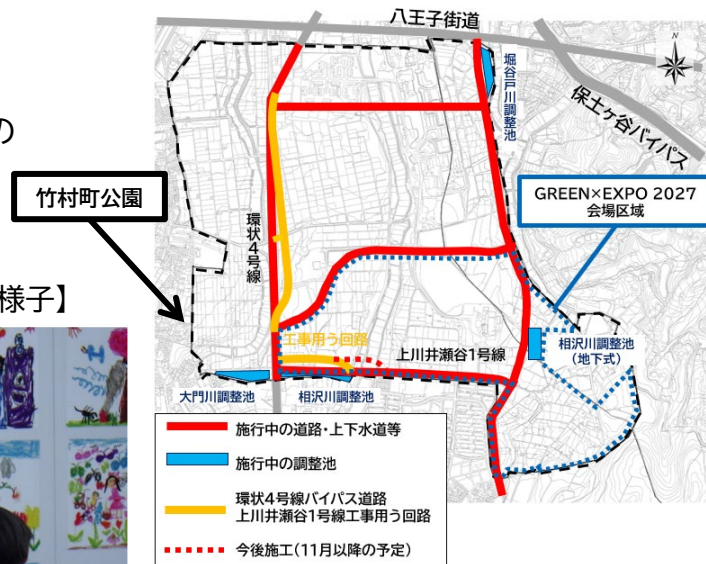 八王子街道
N
堀谷戸川調整池
保土ヶ谷バイパス
の
竹村町公園
GREEN×EXPO 2027
会場区域
環状4号線
様子】
工事用う回路
上川井瀬谷1号線
相沢川調整池
(地下式)
大門川調整池
相沢川調整池
施行中の道路・上下水道等
施行中の調整池
環状4号線バイパス道路
上川井瀬谷1号線工事用う回路
今後施工(11月以降の予定)